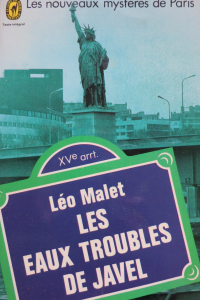 Les nouveaux mystères de Paris
XVe arrt.
Léo Malet
LES
EAUX TROUBLES
DE JAVEL